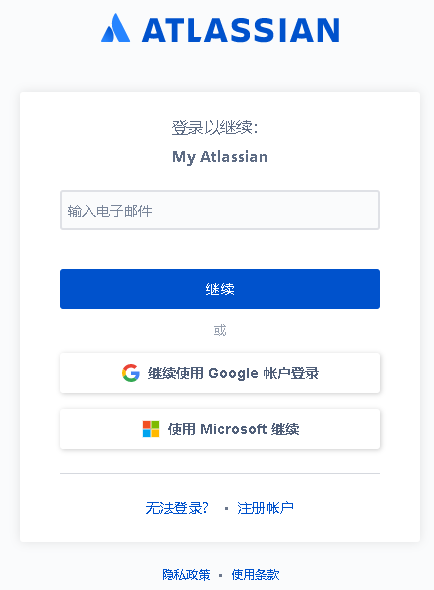 ATLASSIAN
登录以继续:
My Atlassian
输入电子邮件
继续
或
继续使用 Google 帐户登录
使用 Microsoft 继续
无法登录? • 注册帐户
隐私政策 • 使用条款